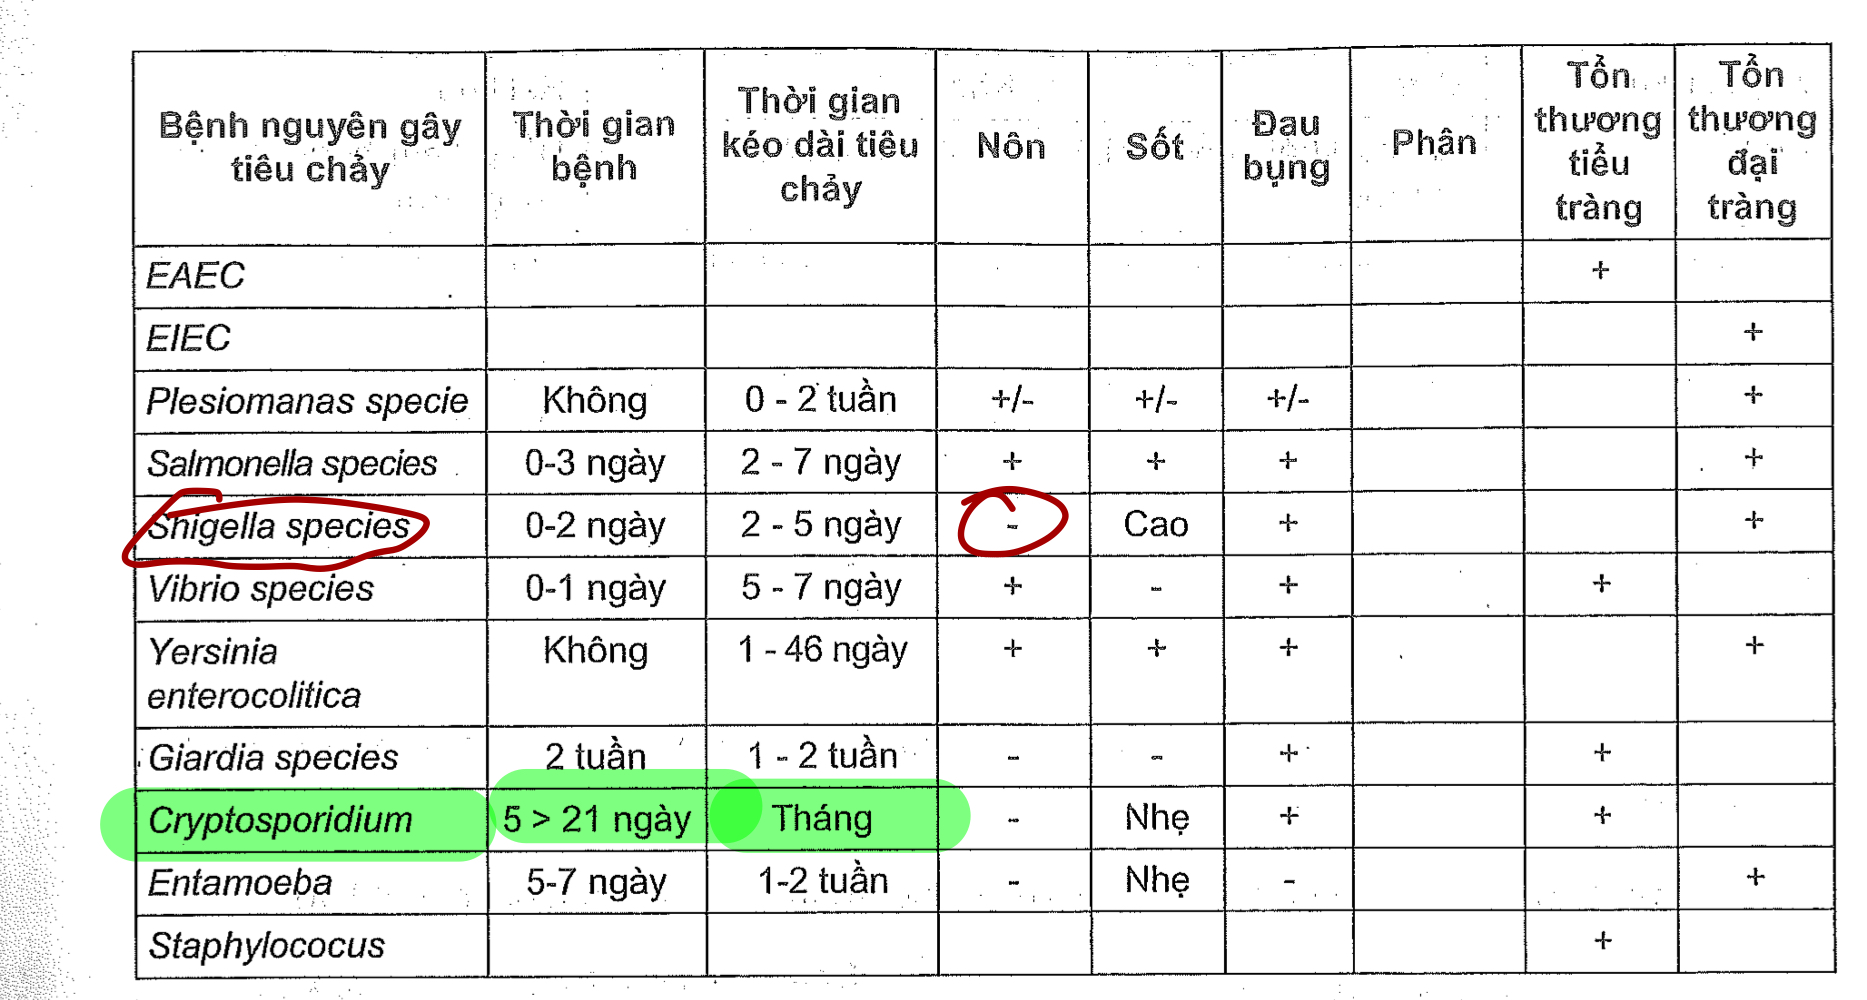 Bệnh nguyên gây tiêu chảy | Thời gian bệnh | Thời gian kéo dài tiêu chảy | Nôn | Sốt | Đau bụng | Phân | Tổn thương tiểu tràng | Tổn thương đại tràng
EAEC | | | | | | | + |
EIEC | | | | | | | | +
Plesiomanas specie | Không | 0 - 2 tuần | +/- | +/- | +/- | | | +
Salmonella species | 0-3 ngày | 2 - 7 ngày | + | + | + | | | +
Shigella species | 0-2 ngày | 2 - 5 ngày | - | Cao | + | | | +
Vibrio species | 0-1 ngày | 5 - 7 ngày | + | - | + | | + |
Yersinia enterocolitica | Không | 1 - 46 ngày | + | + | + | | | +
Giardia species | 2 tuần | 1 - 2 tuần | - | - | + | | + |
Cryptosporidium | 5 > 21 ngày | Tháng | - | Nhẹ | + | | + |
Entamoeba | 5-7 ngày | 1-2 tuần | - | Nhẹ | - | | | +
Staphylococus | | | | | | | + |